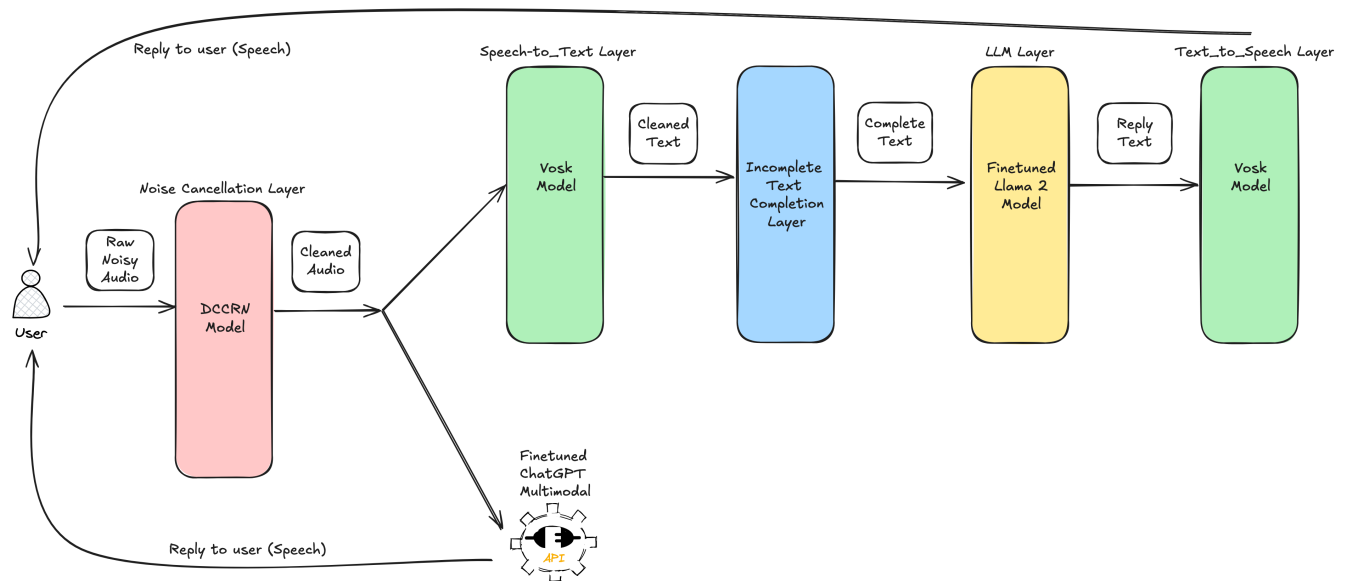 Reply to user (Speech)
Speech-to_Text Layer
LLM Layer
Text_to_Speech Layer
Cleaned
Text
Complete
Text
Reply
Text
Vosk
Model
Incomplete
Text
Completion
Layer
Finetuned
Llama 2
Model
Vosk
Model
Noise Cancellation Layer
Raw
Noisy
Audio
Cleaned
Audio
DCCRN
Model
User
Finetuned
ChatGPT
Multimodal
API
Reply to user (Speech)